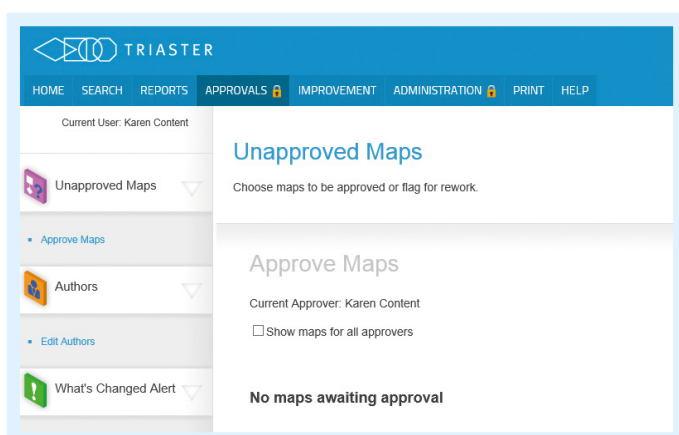 TRIASTER
HOME SEARCH REPORTS APPROVALS IMPROVEMENT ADMINISTRATION PRINT HELP
Current User: Karen Content
Unapproved Maps
Approve Maps
Authors
Edit Authors
What's Changed Alert
Unapproved Maps
Choose maps to be approved or flag for rework.
Approve Maps
Current Approver: Karen Content
Show maps for all approvers
No maps awaiting approval